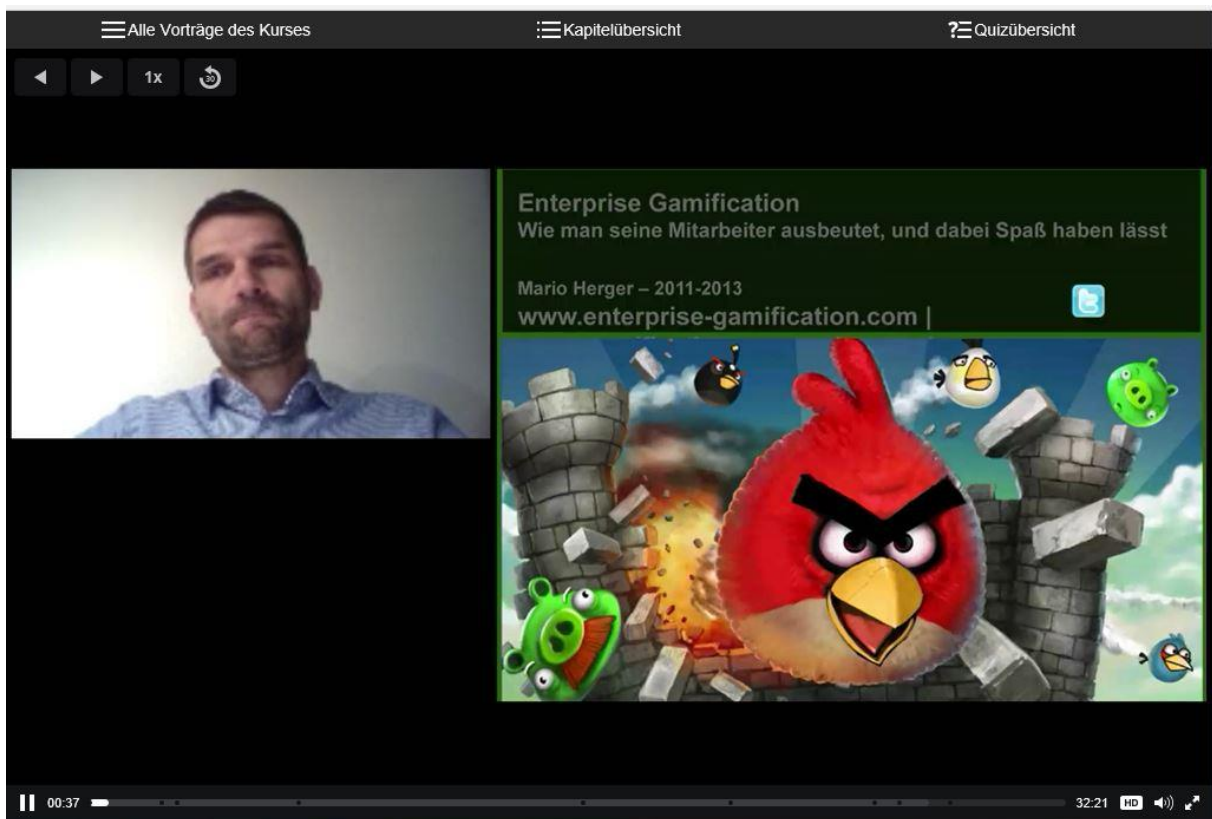 Alle Vorträge des Kurses
Kapitelübersicht
Quizübersicht
1x
30
Enterprise Gamification
Wie man seine Mitarbeiter ausbeutet, und dabei Spaß haben lässt
Mario Herger – 2011-2013
www.enterprise-gamification.com |
00:37
32:21
HD